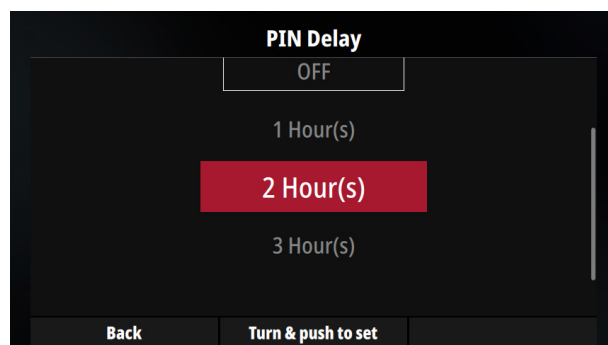 PIN Delay
OFF
1 Hour(s)
2 Hour(s)
3 Hour(s)
Back Turn & push to set